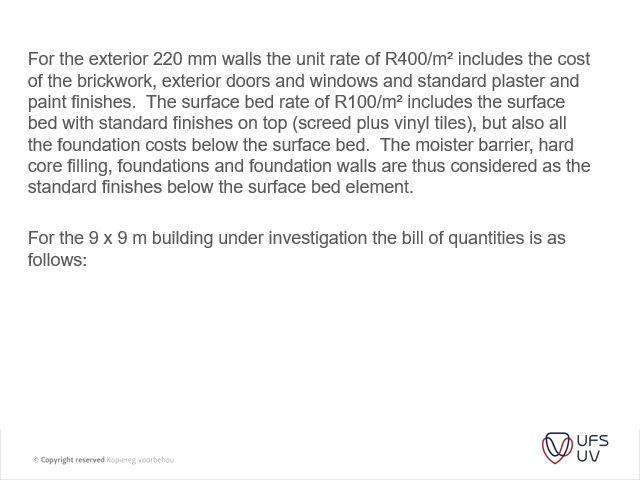 For the exterior 220 mm walls the unit rate of R400/m² includes the cost
of the brickwork, exterior doors and windows and standard plaster and
paint finishes.  The surface bed rate of R100/m² includes the surface
bed with standard finishes on top (screed plus vinyl tiles), but also all
the foundation costs below the surface bed.  The moister barrier, hard
core filling, foundations and foundation walls are thus considered as the
standard finishes below the surface bed element.
For the 9 x 9 m building under investigation the bill of quantities is as
follows:
© Copyright reserved Kopiereg voorbehou
UFS
UV